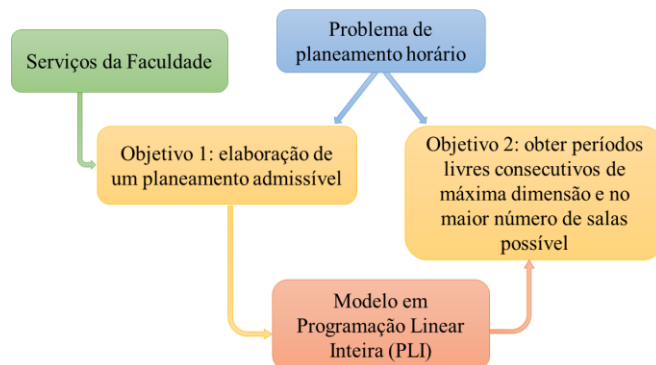 Problema de
planeamento horário
Serviços da Faculdade
Objetivo 1: elaboração de
um planeamento admissível
Objetivo 2: obter períodos
livres consecutivos de
máxima dimensão e no
maior número de salas
possível
Modelo em
Programação Linear
Inteira (PLI)